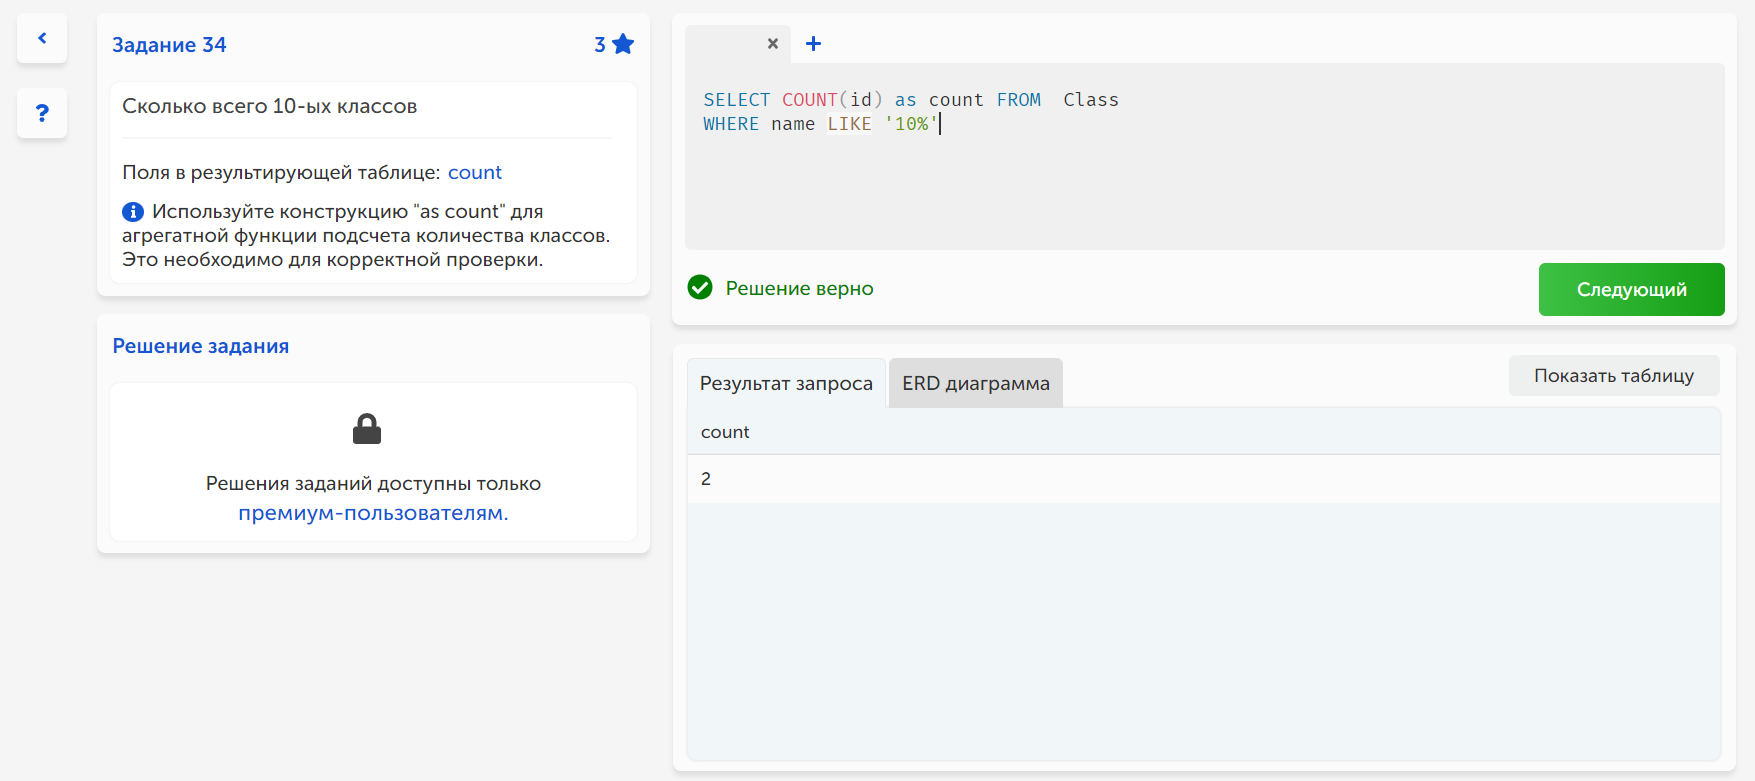 Задание 34
3
Сколько всего 10-ых классов
Поля в результирующей таблице: count
Используйте конструкцию "as count" для
агрегатной функции подсчета количества классов.
Это необходимо для корректной проверки.
Решение задания
Решения заданий доступны только
премиум-пользователям.
SELECT COUNT(id) as count FROM  Class
WHERE name LIKE '10%'
Решение верно
Следующий
Результат запроса
ERD диаграмма
Показать таблицу
count
2